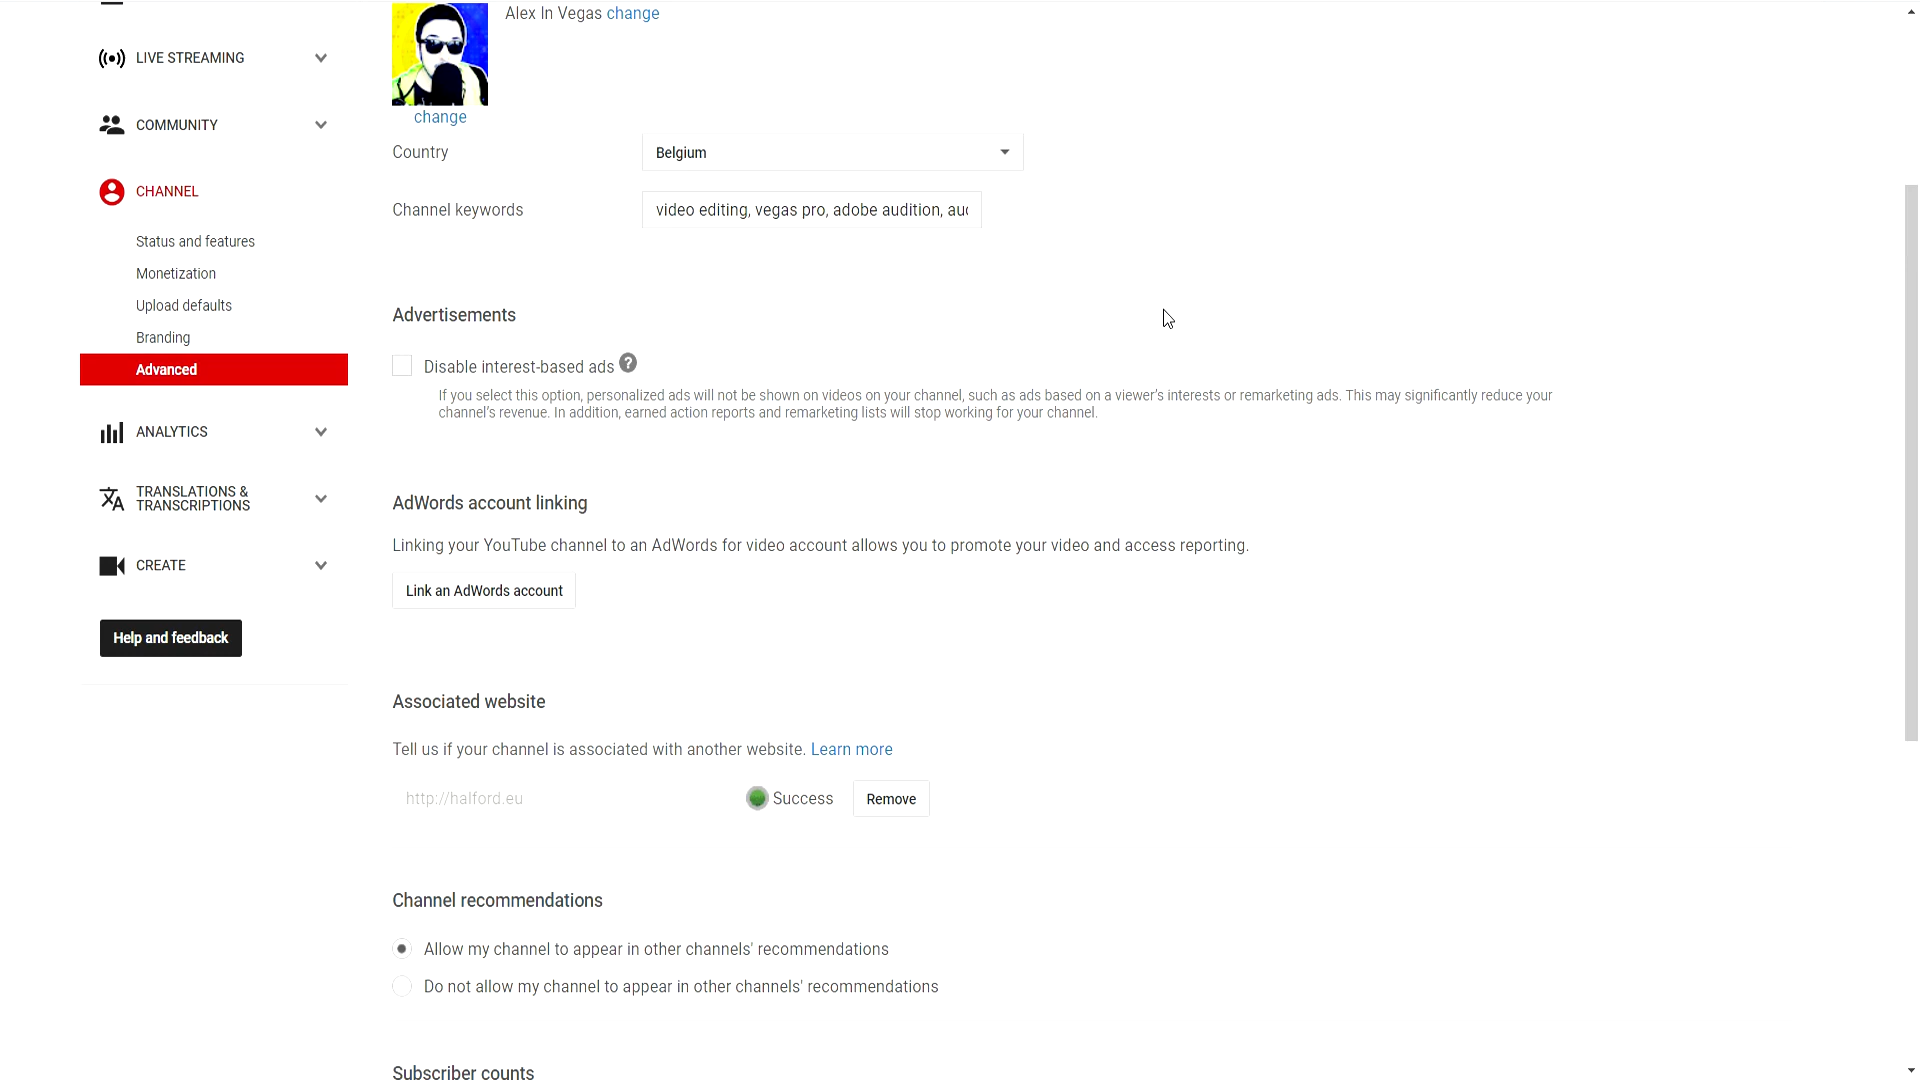 Alex In Vegas change
change
LIVE STREAMING
COMMUNITY
CHANNEL
Status and features
Monetization
Upload defaults
Branding
Advanced
ANALYTICS
TRANSLATIONS &
TRANSCRIPTIONS
CREATE
Help and feedback
Country Belgium
Channel keywords video editing, vegas pro, adobe audition, au
Advertisements
Disable interest-based ads ?
If you select this option, personalized ads will not be shown on videos on your channel, such as ads based on a viewer's interests or remarketing ads. This may significantly reduce your
channel's revenue. In addition, earned action reports and remarketing lists will stop working for your channel.
AdWords account linking
Linking your YouTube channel to an AdWords for video account allows you to promote your video and access reporting.
Link an AdWords account
Associated website
Tell us if your channel is associated with another website. Learn more
http://halford.eu Success Remove
Channel recommendations
Allow my channel to appear in other channels' recommendations
Do not allow my channel to appear in other channels' recommendations
Subscriber counts